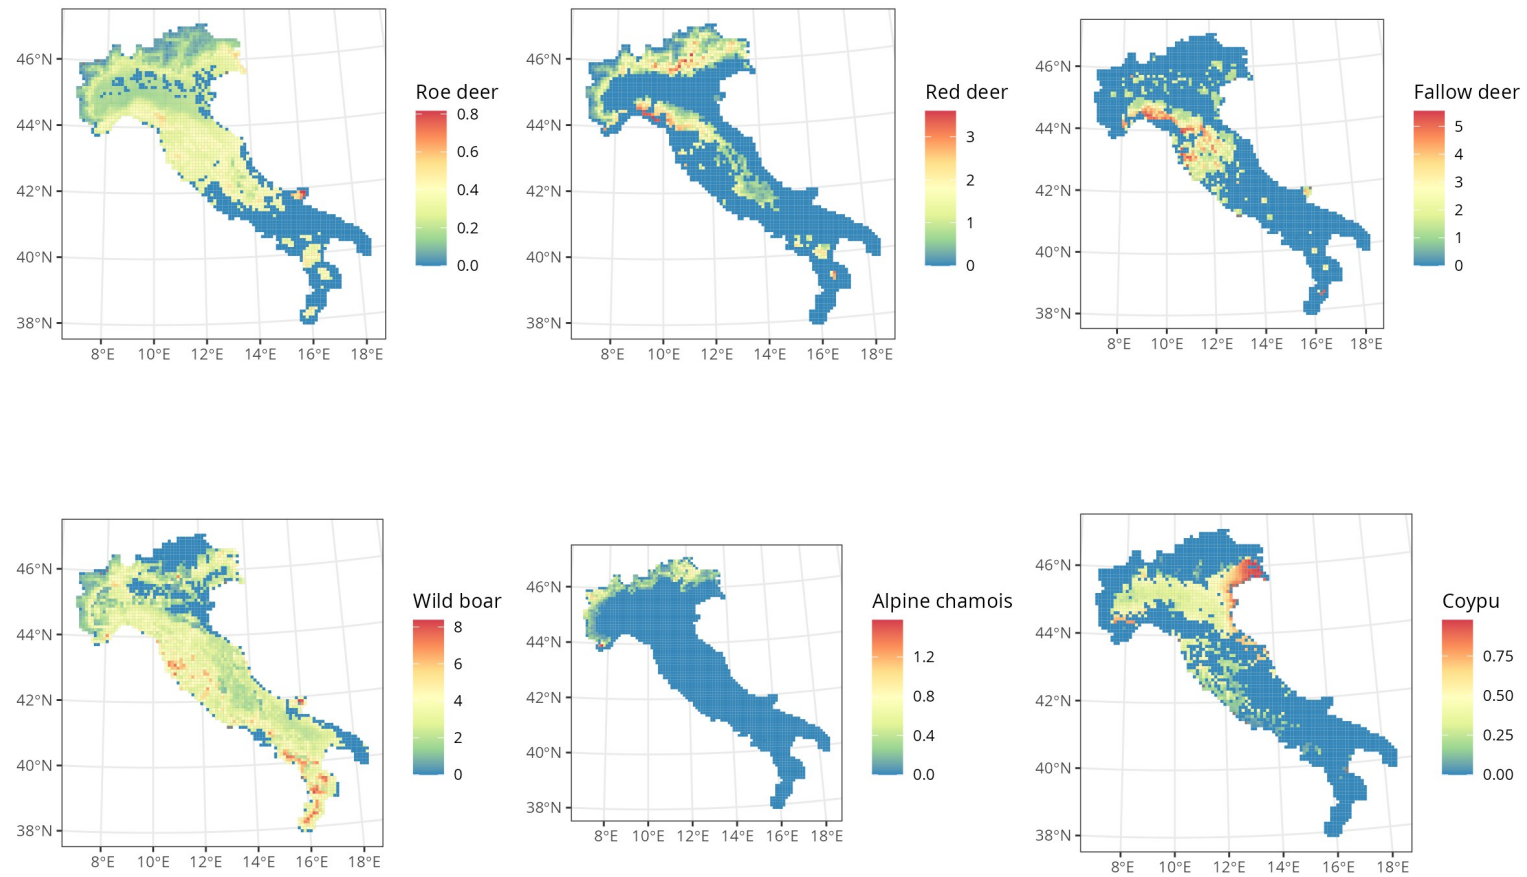 Roe deer
0.8
0.6
0.4
0.2
0.0
46°N
44°N
42°N
40°N
38°N
8°E 10°E 12°E 14°E 16°E 18°E
Red deer
3
2
1
0
46°N
44°N
42°N
40°N
38°N
8°E 10°E 12°E 14°E 16°E 18°E
Fallow deer
5
4
3
2
1
0
46°N
44°N
42°N
40°N
38°N
8°E 10°E 12°E 14°E 16°E 18°E
Wild boar
8
6
4
2
0
46°N
44°N
42°N
40°N
38°N
8°E 10°E 12°E 14°E 16°E 18°E
Alpine chamois
1.2
0.8
0.4
0.0
46°N
44°N
42°N
40°N
38°N
8°E 10°E 12°E 14°E 16°E 18°E
Coypu
0.75
0.50
0.25
0.00
46°N
44°N
42°N
40°N
38°N
8°E 10°E 12°E 14°E 16°E 18°E